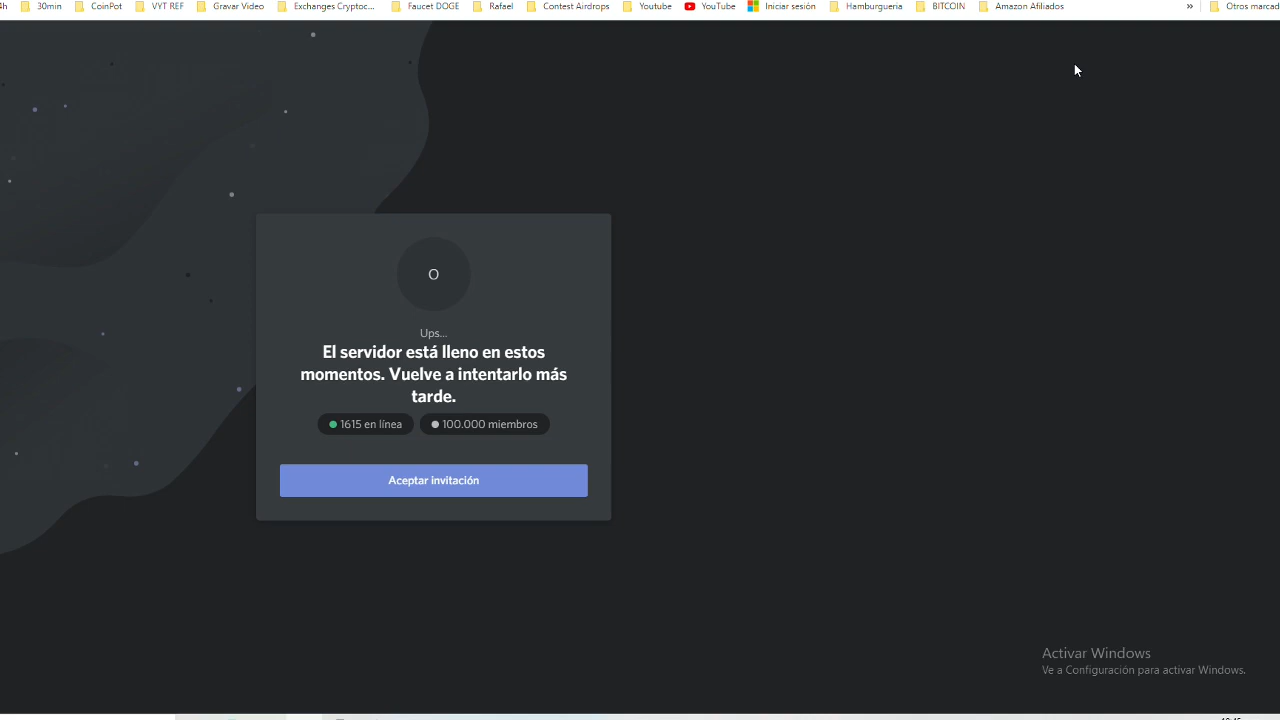 4h 30min CoinPot VYT REF Gravar Video Exchanges Cryptoc... Faucet DOGE Rafael Contest Airdrops Youtube YouTube Iniciar sesión Hamburgueria BITCOIN Amazon Afiliados » Otros marcad
O
Ups...
El servidor está lleno en estos
momentos. Vuelve a intentarlo más
tarde.
1615 en línea 100.000 miembros
Aceptar invitación
Activar Windows
Ve a Configuración para activar Windows.